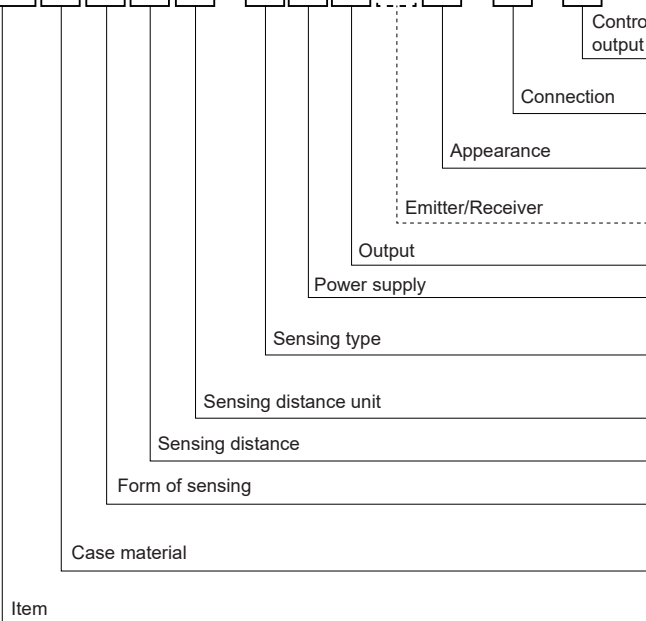 Contro
output
Connection
Appearance
Emitter/Receiver
Output
Power supply
Sensing type
Sensing distance unit
Sensing distance
Form of sensing
Case material
Item